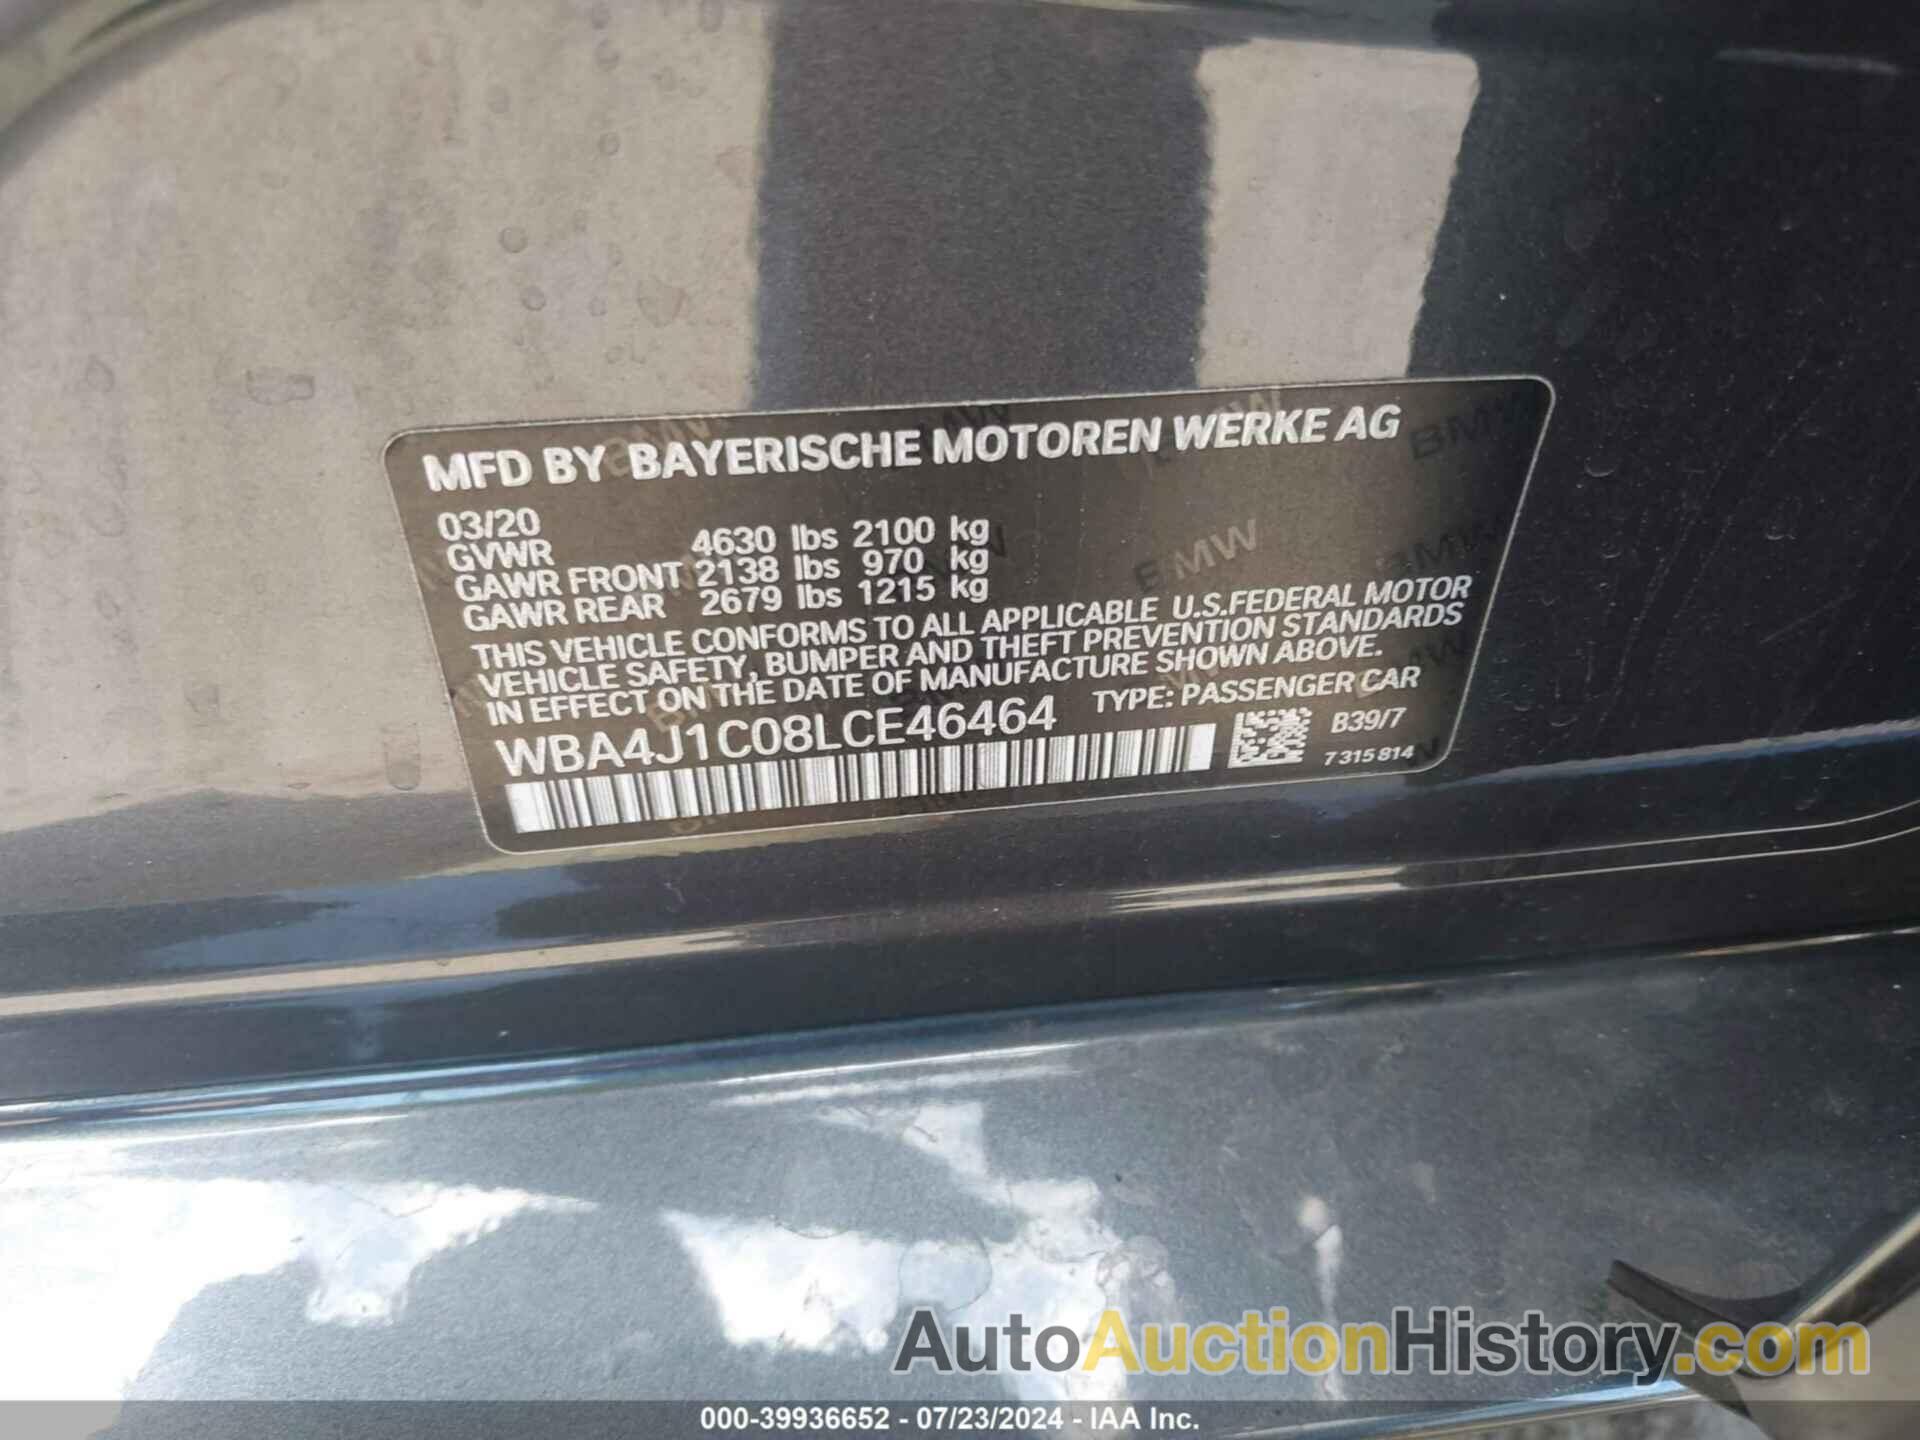 MFD BY BAYERISCHE MOTOREN WERKE AG
03/20
GVWR 4630 lbs 2100 kg
GAWR FRONT 2138 lbs 970 kg
GAWR REAR 2679 lbs 1215 kg
THIS VEHICLE CONFORMS TO ALL APPLICABLE U.S.FEDERAL MOTOR
VEHICLE SAFETY, BUMPER AND THEFT PREVENTION STANDARDS
IN EFFECT ON THE DATE OF MANUFACTURE SHOWN ABOVE.
WBA4J1C08LCE46464 TYPE: PASSENGER CAR
B39/7
7 315 814
AutoAuctionHistory.com
000-39936652 - 07/23/2024 - IAA Inc.